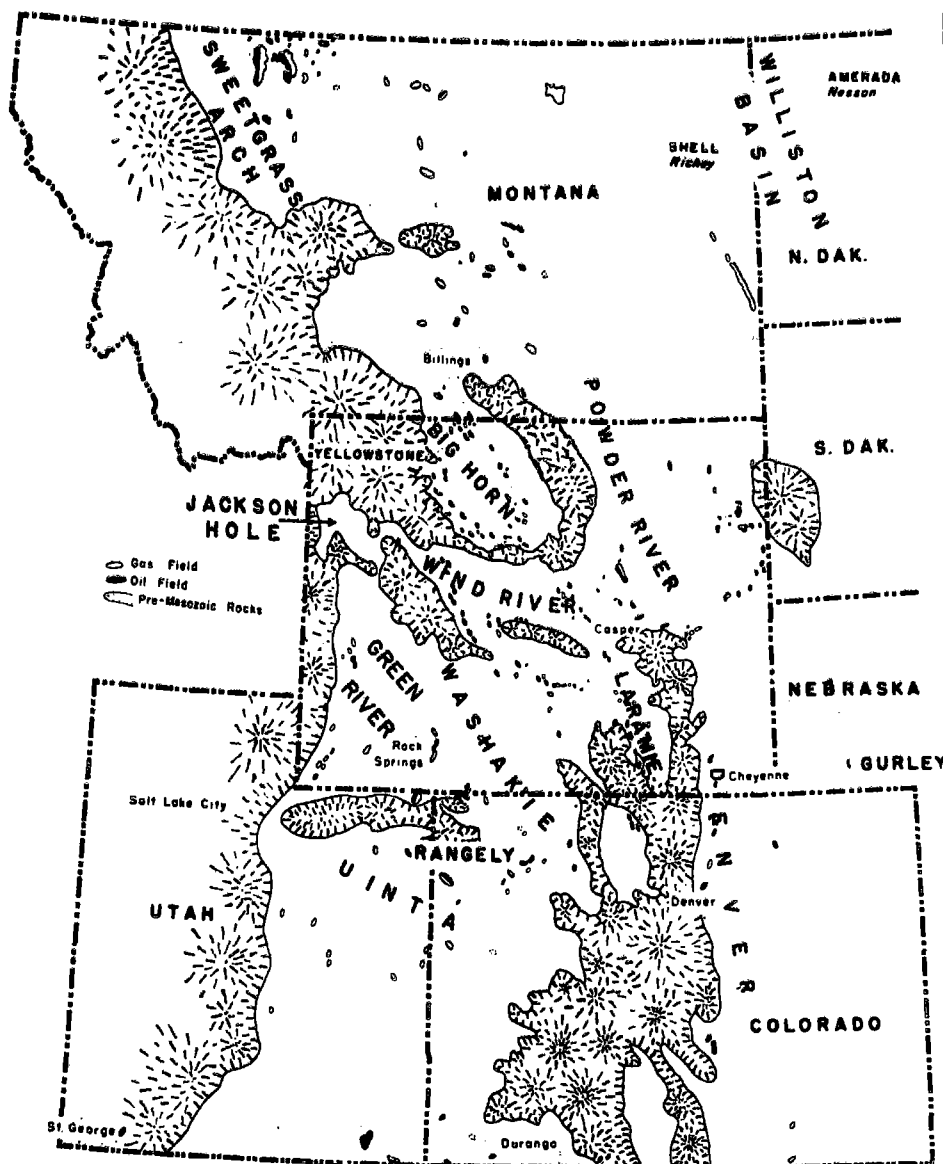 SWEETGRASS
ARCH
WILLISTON
BASIN
AMERADA
Nesson
SHELL
Richey
MONTANA
N. DAK.
Billings
POWDER RIVER
YELLOWSTONE
BIG HORN
S. DAK.
JACKSON
HOLE
Gas Field
Oil Field
Pre-Mesozoic Rocks
WIND RIVER
Casper
GREEN
RIVER
WASHAKIE
LARAMIE
NEBRASKA
Rock
Springs
Cheyenne
GURLEY
Salt Lake City
RANGELY
UINTA
DENVER
Denver
UTAH
COLORADO
St. George
Durango